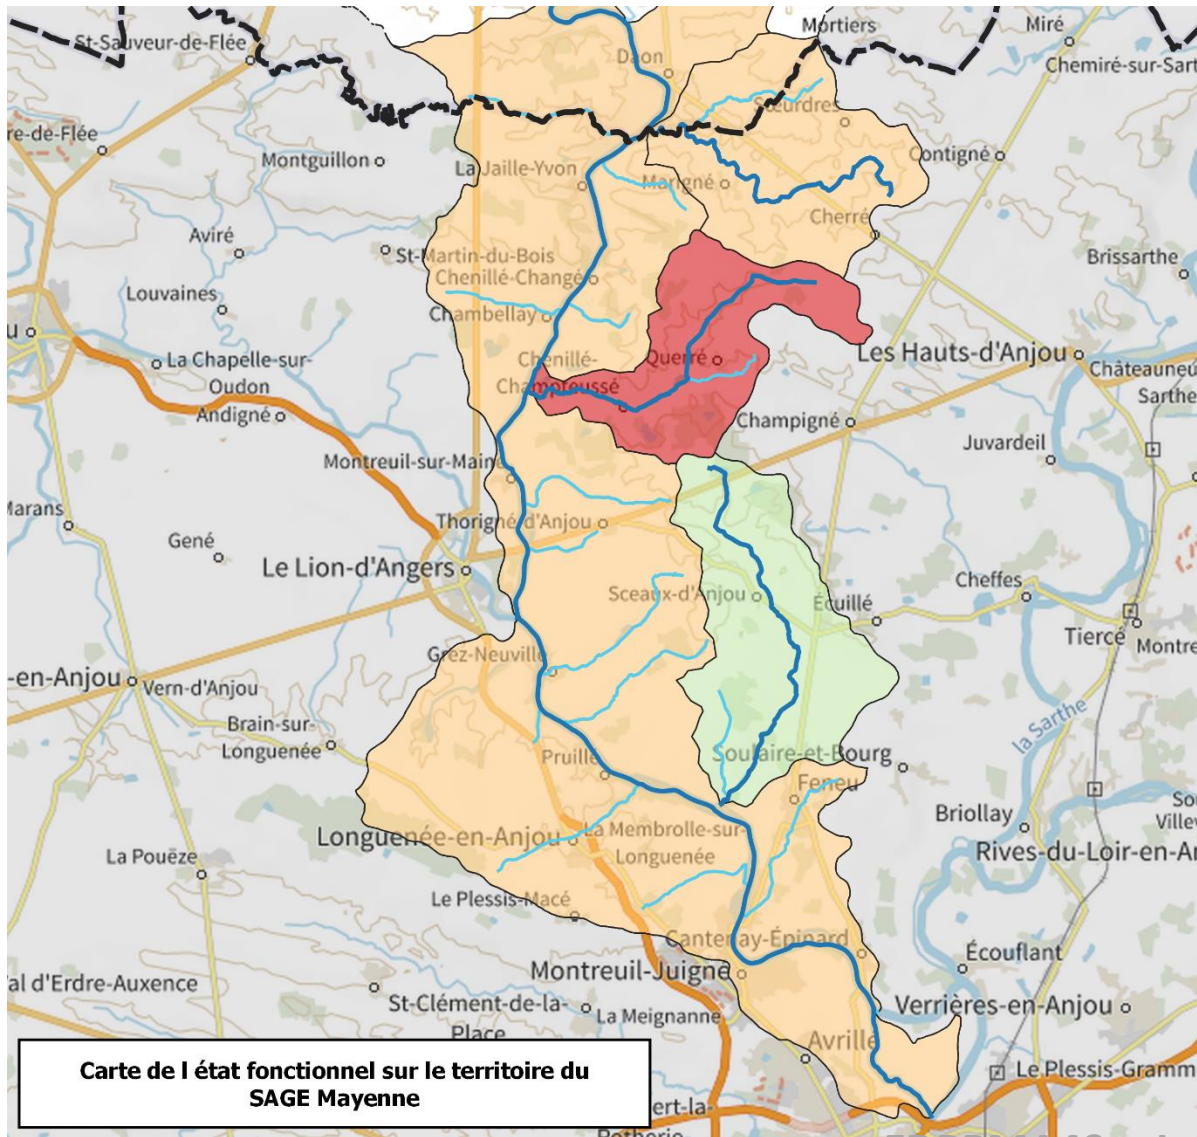 Mortiers
Miré
St-Sauveur-de-Flée
Daon
Chemiré-sur-Sart
Sœurdres
re-de-Flée
Montguillon
Contigné
La Jaille-Yvon
Marigné
Cherré
Aviré
St-Martin-du-Bois
Brissarthe
Chenillé-Changé
Louvaines
Chambellay
u
La Chapelle-sur-
Oudon
Chenillé-
Champteussé
Querré
Les Hauts-d'Anjou
Châteauneu
Sarthe
Andigné
Champigné
Juvardeil
Montreuil-sur-Maine
Marans
Thorigné-d'Anjou
Gené
Le Lion-d'Angers
Cheffes
Sceaux-d'Anjou
Écuillé
Tiercé
Montre
Grez-Neuville
-en-Anjou
Vern-d'Anjou
Brain-sur-
Longuenée
la Sarthe
Soulaire-et-Bourg
Pruillé
Feneu
Briollay
So
Ville
Longuenée-en-Anjou
La Membrolle-sur-
Longuenée
Rives-du-Loir-en-An
La Pouëze
Le Plessis-Macé
Cantenay-Épinard
Écouflant
Montreuil-Juigné
al d'Erdre-Auxence
St-Clément-de-la-
Place
La Meignanne
Verrières-en-Anjou
Avrillé
Carte de l état fonctionnel sur le territoire du
SAGE Mayenne
Le Plessis-Gramm